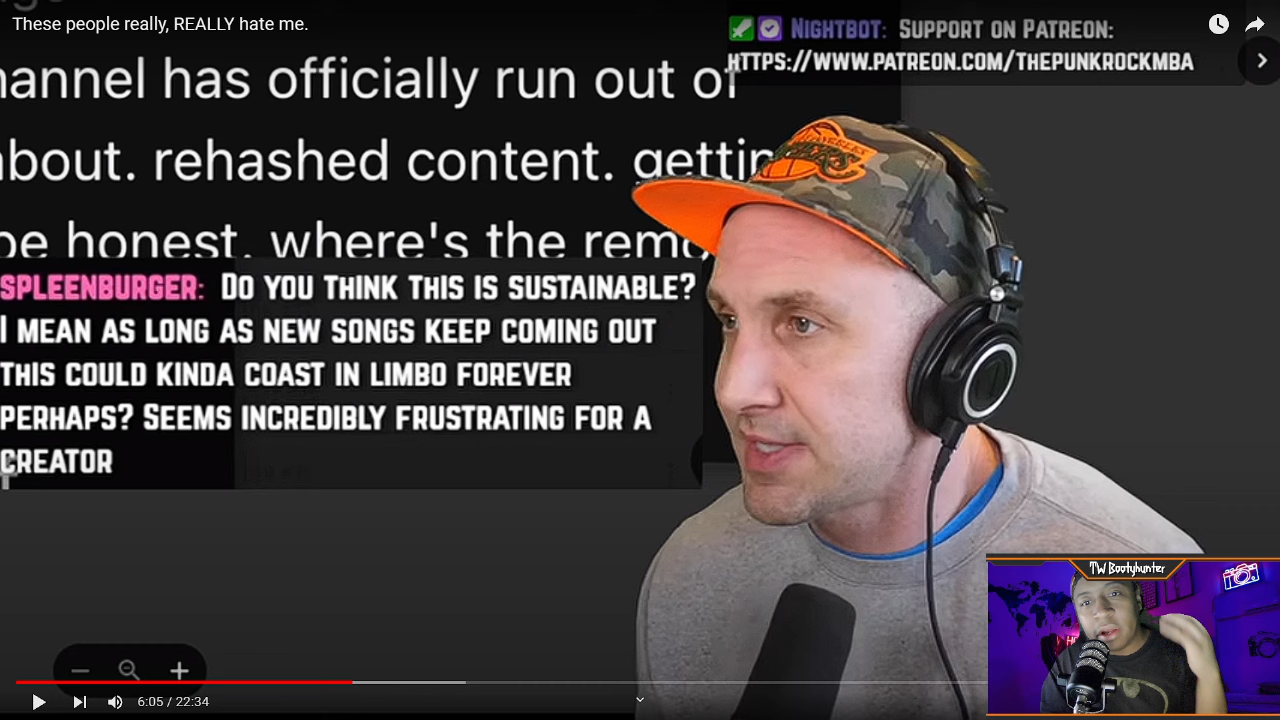 These people really, REALLY hate me.
NIGHTBOT: SUPPORT ON PATREON:
HTTPS://WWW.PATREON.COM/THEPUNKROCKMBA
hannel has officially run out of
about. rehashed content. gettin
be honest. where's the remo
SPLEENBURGER: DO YOU THINK THIS IS SUSTAINABLE?
I MEAN AS LONG AS NEW SONGS KEEP COMING OUT
THIS COULD KINDA COAST IN LIMBO FOREVER
PERHAPS? SEEMS INCREDIBLY FRUSTRATING FOR A
CREATOR
TW Bootyhunter
6:05 / 22:34